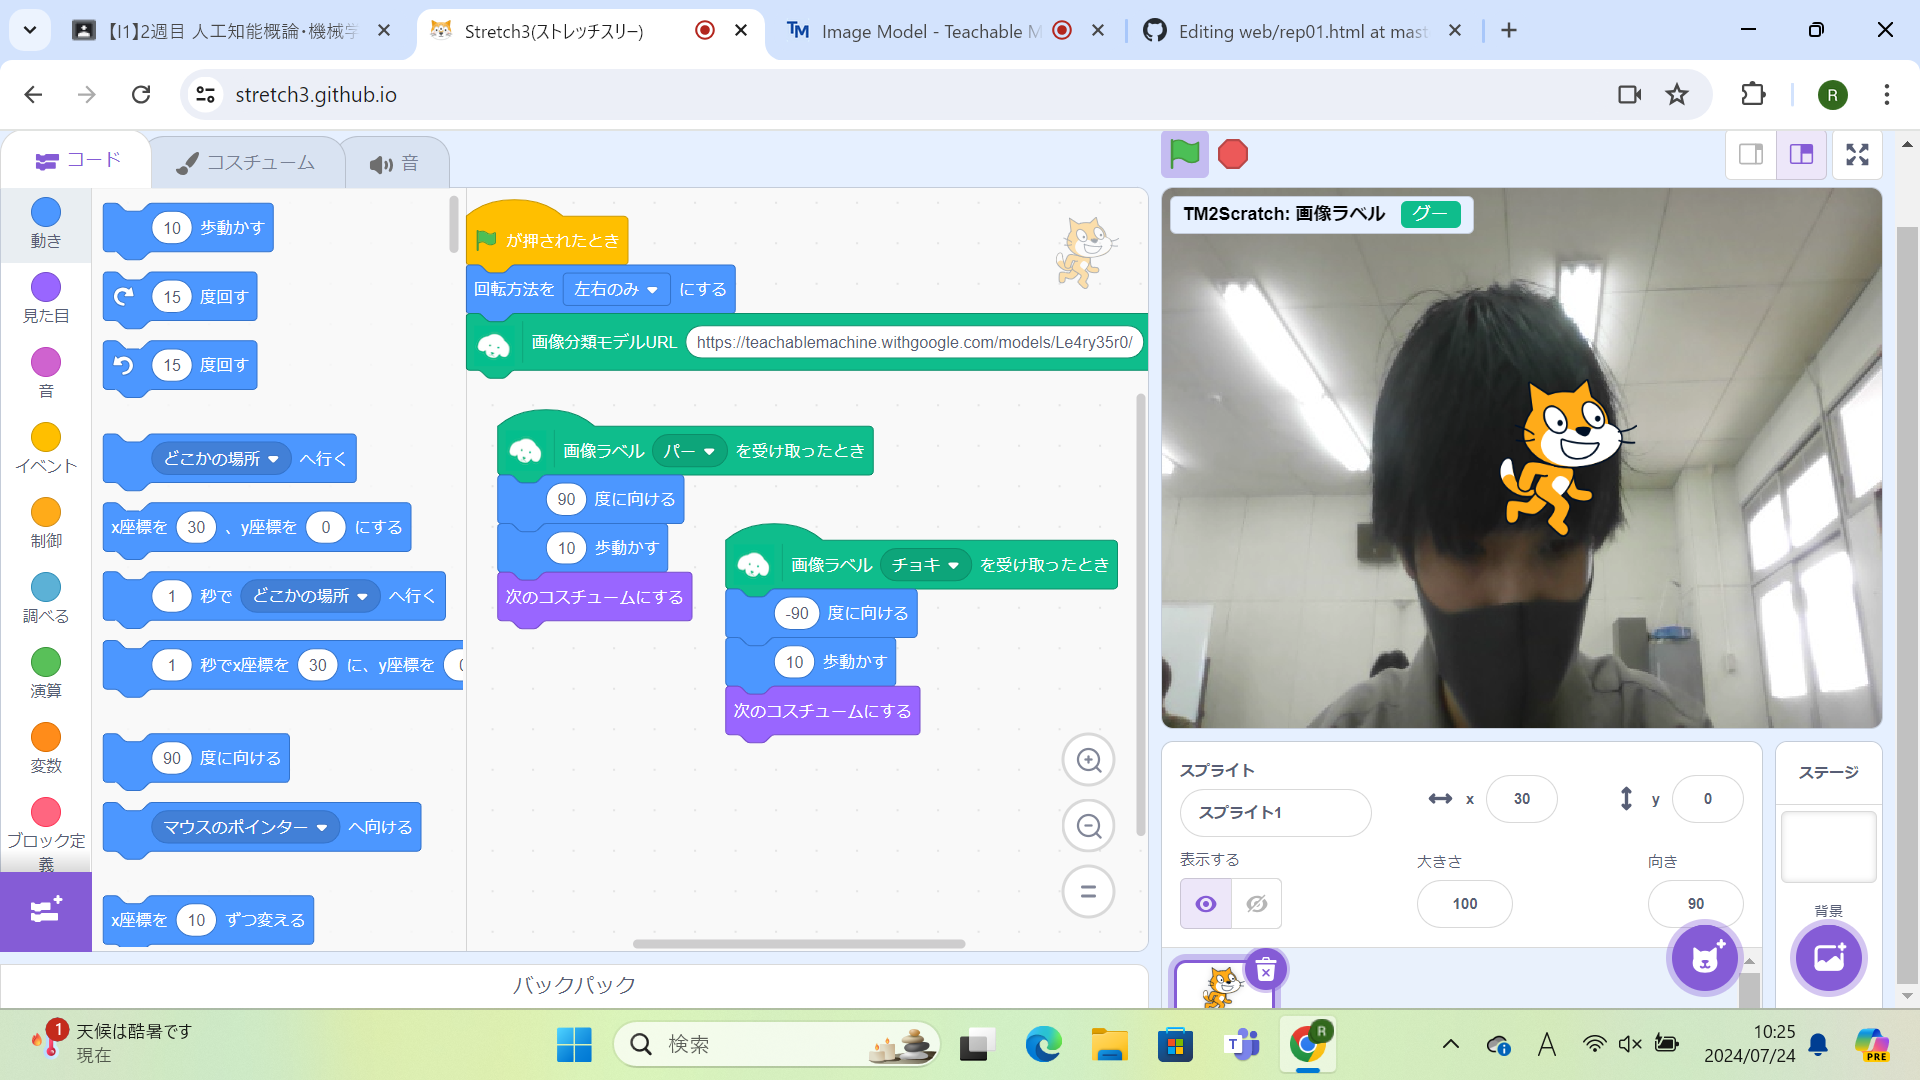 【I1】2週目 人工知能概論・機械学
Stretch3(ストレッチスリー)
Image Model - Teachable M
Editing web/rep01.html at mast
stretch3.github.io
R
コード
コスチューム
音
動き
見た目
音
イベント
制御
調べる
演算
変数
ブロック定
義
10 歩動かす
15 度回す
15 度回す
どこかの場所 へ行く
x座標を 30 、y座標を 0 にする
1 秒で どこかの場所 へ行く
1 秒でx座標を 30 に、y座標を
90 度に向ける
マウスのポインター へ向ける
x座標を 10 ずつ変える
が押されたとき
回転方法を 左右のみ にする
画像分類モデルURL https://teachablemachine.withgoogle.com/models/Le4ry35r0/
画像ラベル パー を受け取ったとき
90 度に向ける
10 歩動かす
次のコスチュームにする
画像ラベル チョキ を受け取ったとき
-90 度に向ける
10 歩動かす
次のコスチュームにする
TM2Scratch: 画像ラベル グー
スプライト
スプライト1
x 30
y 0
表示する
大きさ
100
向き
90
ステージ
背景
バックパック
1
天候は酷暑です
現在
検索
T
R
A
10:25
2024/07/24
PRE